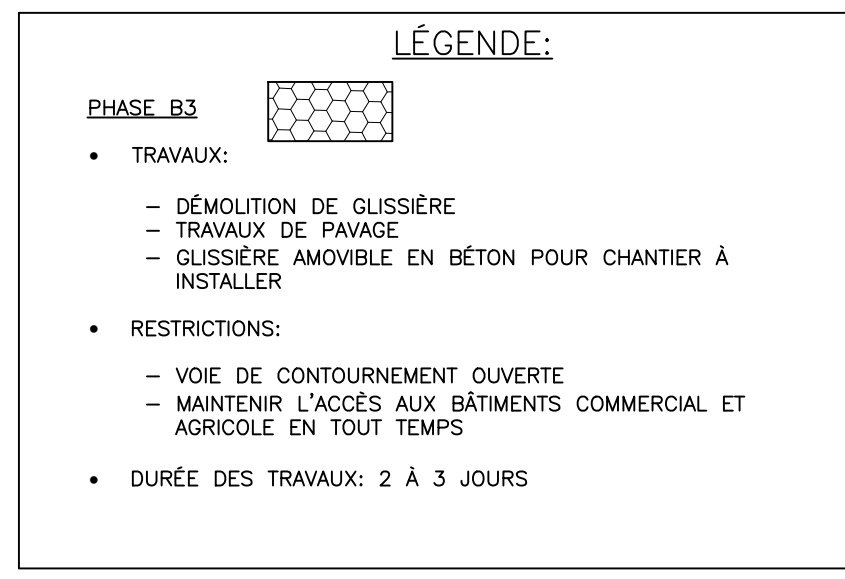 LÉGENDE:
PHASE B3
• TRAVAUX:
– DÉMOLITION DE GLISSIÈRE
– TRAVAUX DE PAVAGE
– GLISSIÈRE AMOVIBLE EN BÉTON POUR CHANTIER À
INSTALLER
• RESTRICTIONS:
– VOIE DE CONTOURNEMENT OUVERTE
– MAINTENIR L'ACCÈS AUX BÂTIMENTS COMMERCIAL ET
AGRICOLE EN TOUT TEMPS
• DURÉE DES TRAVAUX: 2 À 3 JOURS